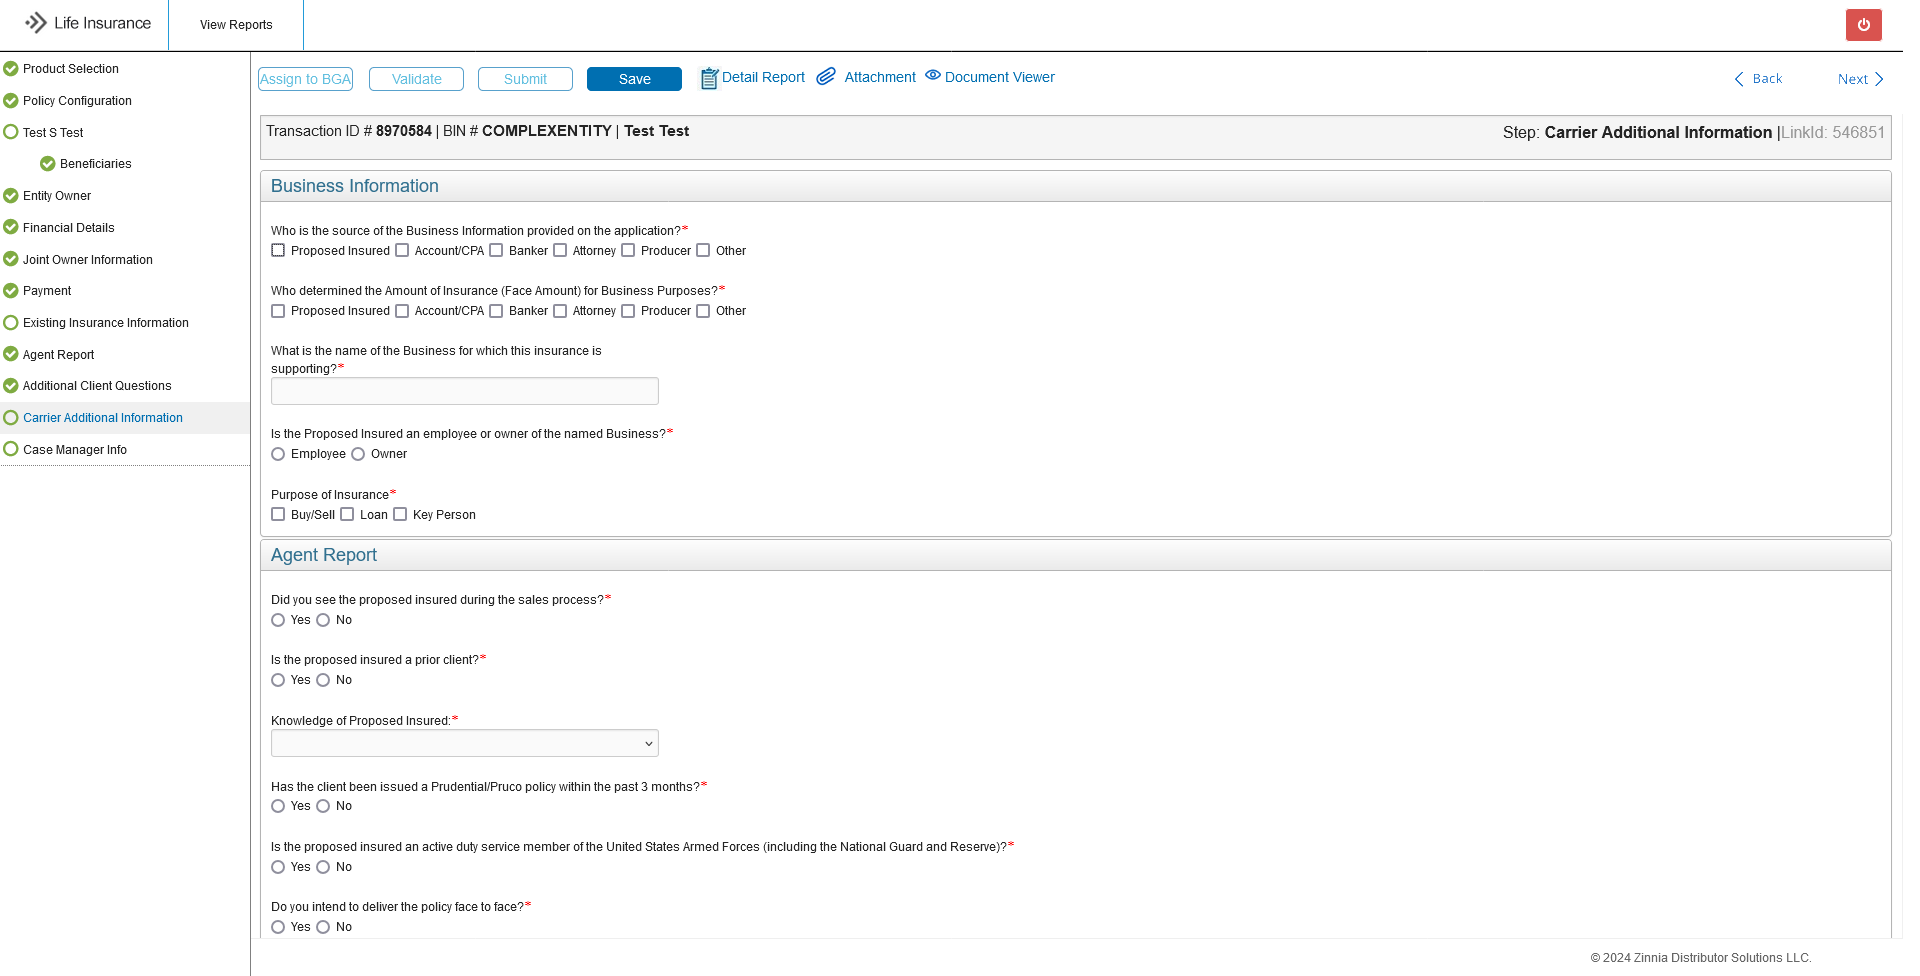 Life Insurance
View Reports
Product Selection
Policy Configuration
Test S Test
Beneficiaries
Entity Owner
Financial Details
Joint Owner Information
Payment
Existing Insurance Information
Agent Report
Additional Client Questions
Carrier Additional Information
Case Manager Info
Assign to BGA Validate Submit Save Detail Report Attachment Document Viewer Back Next
Transaction ID # 8970584 | BIN # COMPLEXENTITY | Test Test
Step: Carrier Additional Information |LinkId: 546851
Business Information
Who is the source of the Business Information provided on the application?*
Proposed Insured Account/CPA Banker Attorney Producer Other
Who determined the Amount of Insurance (Face Amount) for Business Purposes?*
Proposed Insured Account/CPA Banker Attorney Producer Other
What is the name of the Business for which this insurance is
supporting?*
Is the Proposed Insured an employee or owner of the named Business?*
Employee Owner
Purpose of Insurance*
Buy/Sell Loan Key Person
Agent Report
Did you see the proposed insured during the sales process?*
Yes No
Is the proposed insured a prior client?*
Yes No
Knowledge of Proposed Insured:*
Has the client been issued a Prudential/Pruco policy within the past 3 months?*
Yes No
Is the proposed insured an active duty service member of the United States Armed Forces (including the National Guard and Reserve)?*
Yes No
Do you intend to deliver the policy face to face?*
Yes No
© 2024 Zinnia Distributor Solutions LLC.